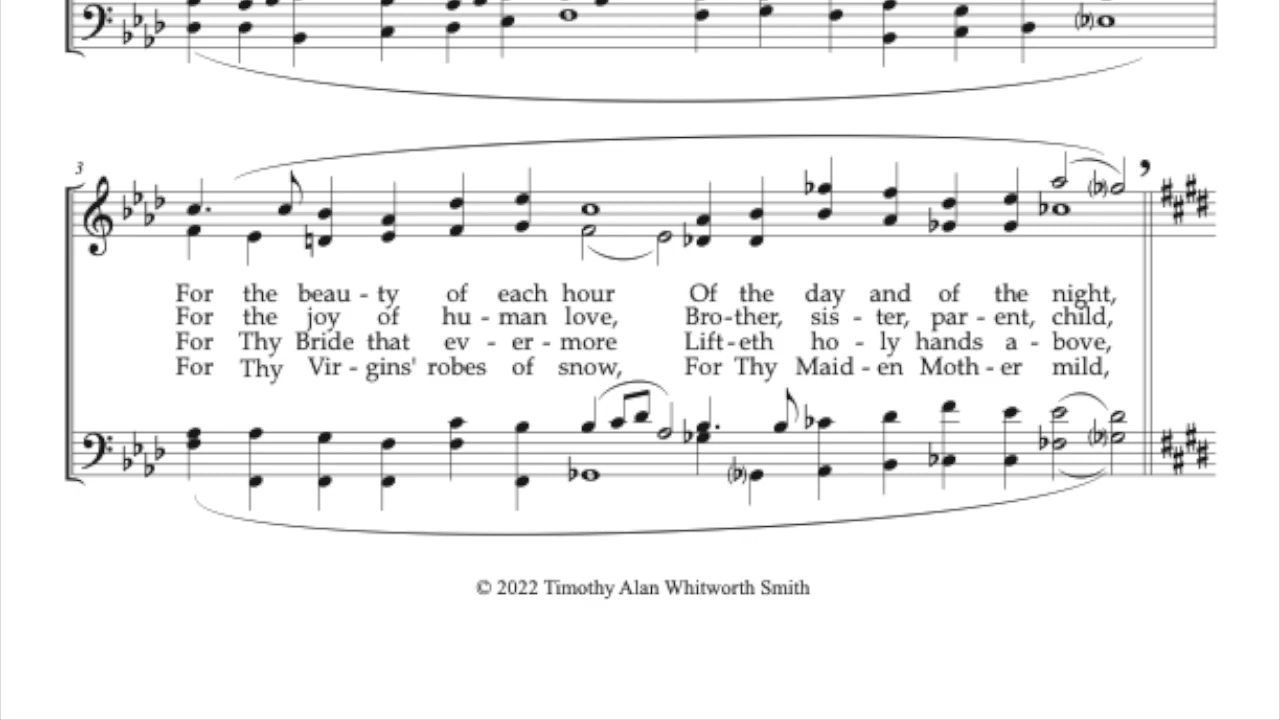 3
For the beau - ty of each hour Of the day and of the night,
For the joy of hu - man love, Bro - ther, sis - ter, par - ent, child,
For Thy Bride that ev - er - more Lift - eth ho - ly hands a - bove,
For Thy Vir - gins' robes of snow, For Thy Maid - en Moth - er mild,
© 2022 Timothy Alan Whitworth Smith